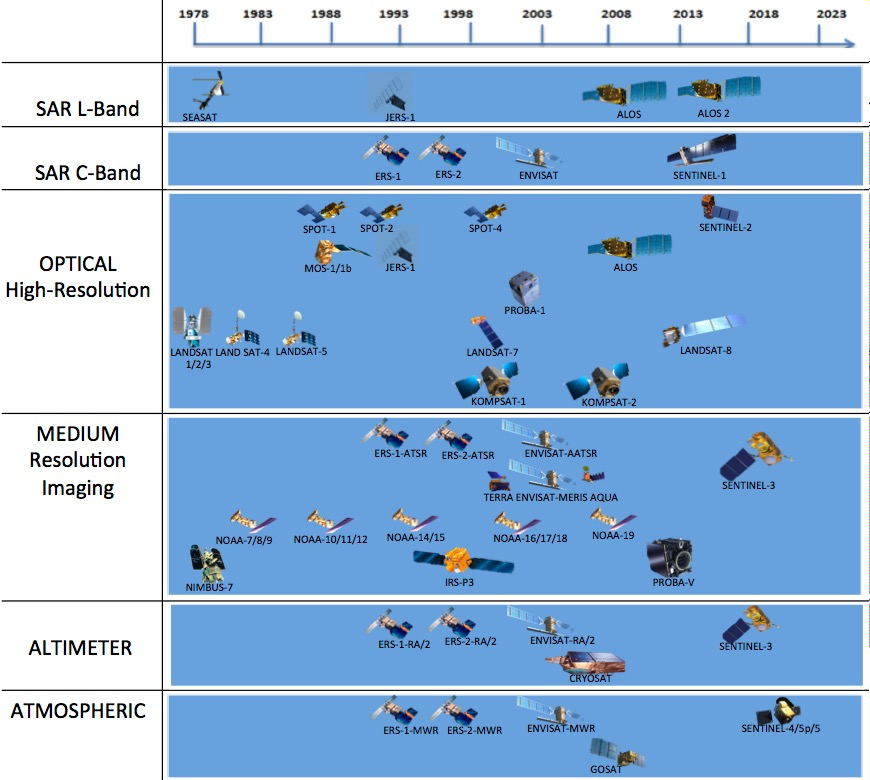 1978 1983 1988 1993 1998 2003 2008 2013 2018 2023
SAR L-Band
SEASAT JERS-1 ALOS ALOS 2
SAR C-Band
ERS-1 ERS-2 ENVISAT SENTINEL-1
OPTICAL
High-Resolution
SPOT-1 SPOT-2 SPOT-4 SENTINEL-2
MOS-1/1b JERS-1 ALOS
PROBA-1
LANDSAT
1/2/3
LAND SAT-4 LANDSAT-5 LANDSAT-7 LANDSAT-8
KOMPSAT-1 KOMPSAT-2
MEDIUM
Resolution
Imaging
ERS-1-ATSR ERS-2-ATSR ENVISAT-AATSR
SENTINEL-3
TERRA ENVISAT-MERIS AQUA
NOAA-7/8/9 NOAA-10/11/12 NOAA-14/15 NOAA-16/17/18 NOAA-19
NIMBUS-7 IRS-P3 PROBA-V
ALTIMETER
ERS-1-RA/2 ERS-2-RA/2 ENVISAT-RA/2 SENTINEL-3
CRYOSAT
ATMOSPHERIC
ERS-1-MWR ERS-2-MWR ENVISAT-MWR SENTINEL-4/5p/5
GOSAT